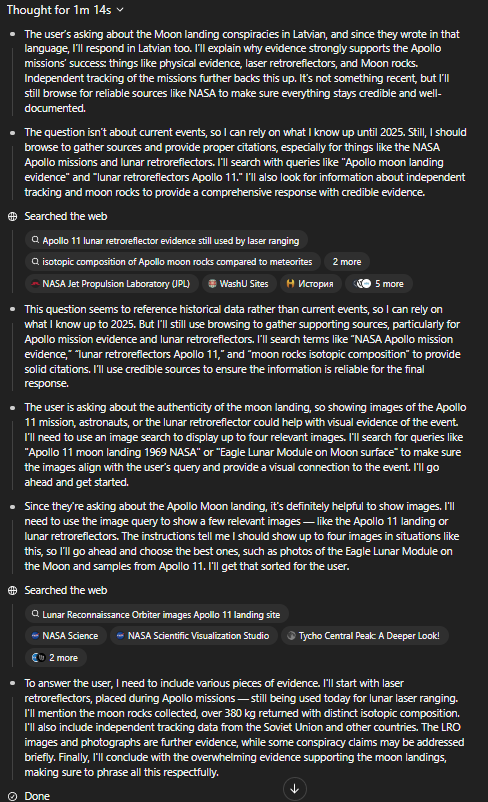 Thought for 1m 14s
The user's asking about the Moon landing conspiracies in Latvian, and since they wrote in that
language, I'll respond in Latvian too. I'll explain why evidence strongly supports the Apollo
missions' success things like physical evidence, laser retroreflectors, and Moon rocks.
Independent tracking of the missions further backs this up. It's not something recent, but I'll
still browse for reliable sources like NASA to make sure everything stays credible and well-
documented.
The question isn't about current events, so I can rely on what I know up until 2025. Still, I should
browse to gather sources and provide proper citations, especially for things like the NASA
Apollo missions and lunar retroreflectors. I'll search with queries like "Apollo moon landing
evidence" and "lunar retroreflectors Apollo 11." I'll also look for information about independent
tracking and moon rocks to provide a comprehensive response with credible evidence.
Searched the web
Apollo 11 lunar retroreflector evidence still used by laser ranging
isotopic composition of Apollo moon rocks compared to meteorites
2 more
NASA Jet Propulsion Laboratory (JPL)
WashU Sites
История
5 more
This question seems to reference historical data rather than current events, so I can rely on
what I know up to 2025. But I'll still use browsing to gather supporting sources, particularly for
Apollo mission evidence and lunar retroreflectors. I'll search terms like "NASA Apollo mission
evidence," "lunar retroreflectors Apollo 11," and "moon rocks isotopic composition" to provide
solid citations. I'll use credible sources to ensure the information is reliable for the final
response.
The user is asking about the authenticity of the moon landing, so showing images of the Apollo
11 mission, astronauts, or the lunar retroreflector could help with visual evidence of the event.
I'll need to use an image search to display up to four relevant images. I'll search for queries like
"Apollo 11 moon landing 1969 NASA" or "Eagle Lunar Module on Moon surface" to make sure
the images align with the user's query and provide a visual connection to the event. I'll go
ahead and get started.
Since they're asking about the Apollo Moon landing, it's definitely helpful to show images. I'll
need to use the image query to show a few relevant images — like the Apollo 11 landing or
lunar retroreflectors. The instructions tell me I should show up to four images in situations like
this, so I'll go ahead and choose the best ones, such as photos of the Eagle Lunar Module on
the Moon and samples from Apollo 11. I'll get that sorted for the user.
Searched the web
Lunar Reconnaissance Orbiter images Apollo 11 landing site
NASA Science
NASA Scientific Visualization Studio
Tycho Central Peak: A Deeper Look!
2 more
To answer the user, I need to include various pieces of evidence. I'll start with laser
retroreflectors, placed during Apollo missions — still being used today for lunar laser ranging.
I'll mention the moon rocks collected, over 380 kg returned with distinct isotopic composition.
I'll also include independent tracking data from the Soviet Union and other countries. The LRO
images and photographs are further evidence, while some conspiracy claims may be addressed
briefly. Finally, I'll conclude with the overwhelming evidence supporting the moon landings,
making sure to phrase all this respectfully.
Done